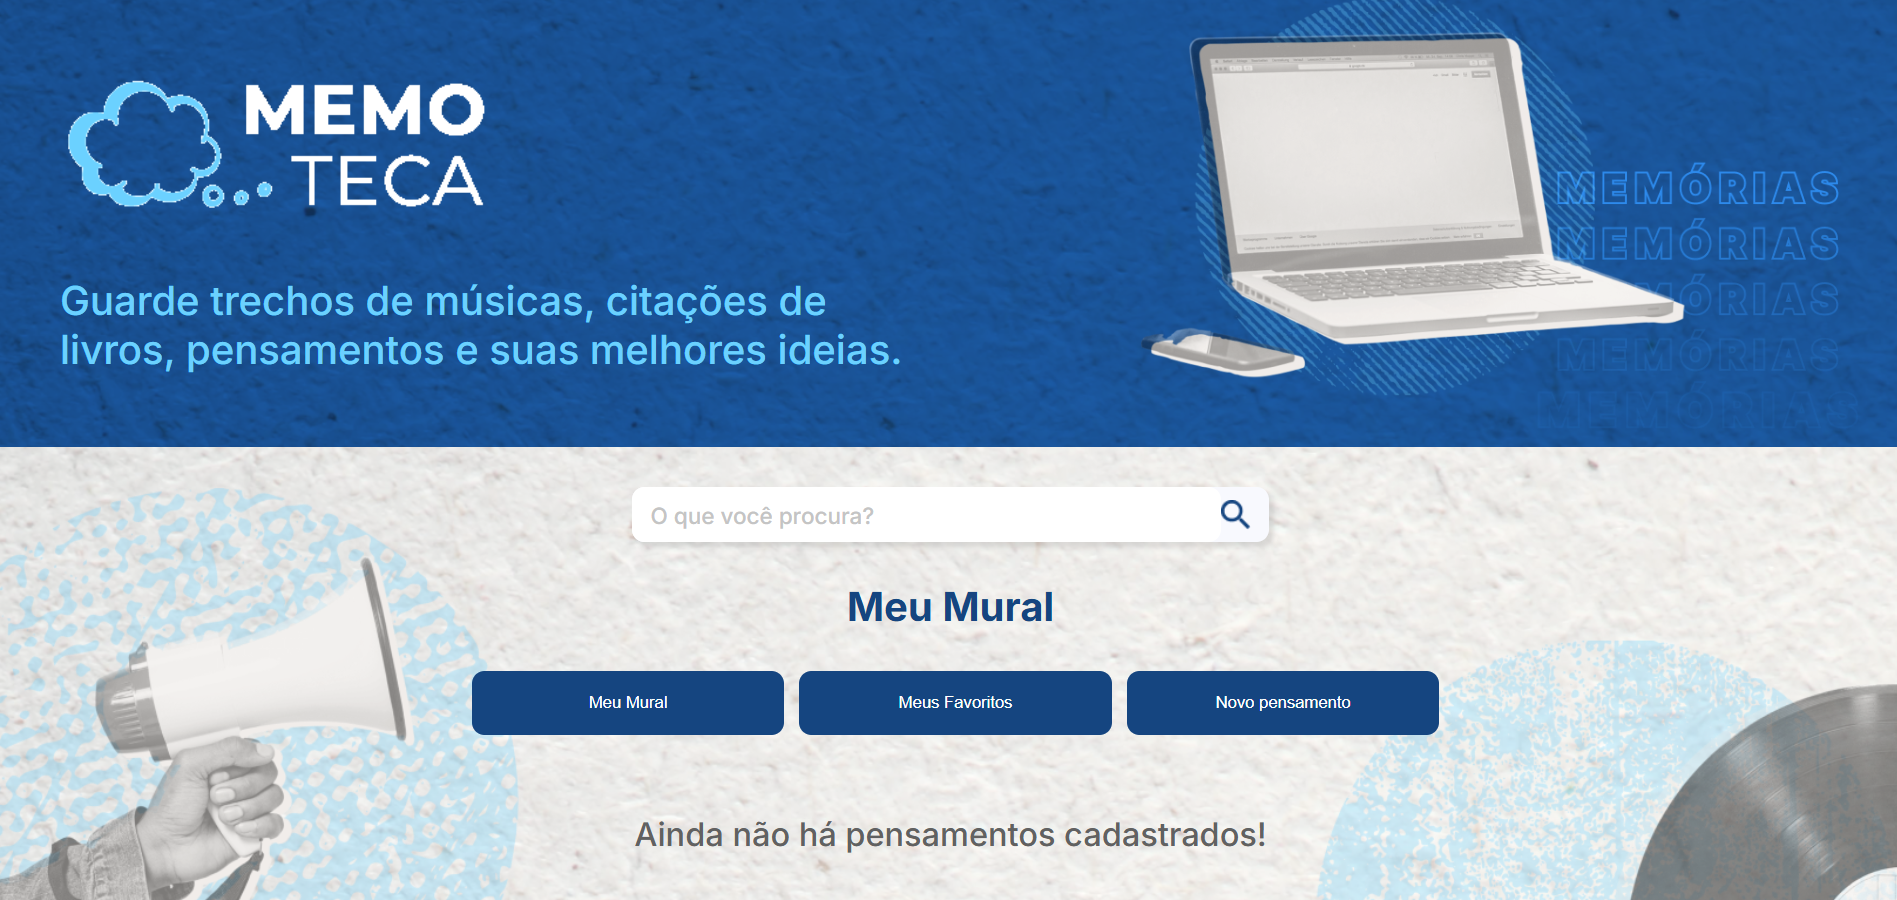 MEMO
TECA
Guarde trechos de músicas, citações de
livros, pensamentos e suas melhores ideias.
MEMÓRIAS
MEMÓRIAS
MEMÓRIAS
MEMÓRIAS
MEMÓRIAS
O que você procura?
Meu Mural
Meu Mural
Meus Favoritos
Novo pensamento
Ainda não há pensamentos cadastrados!